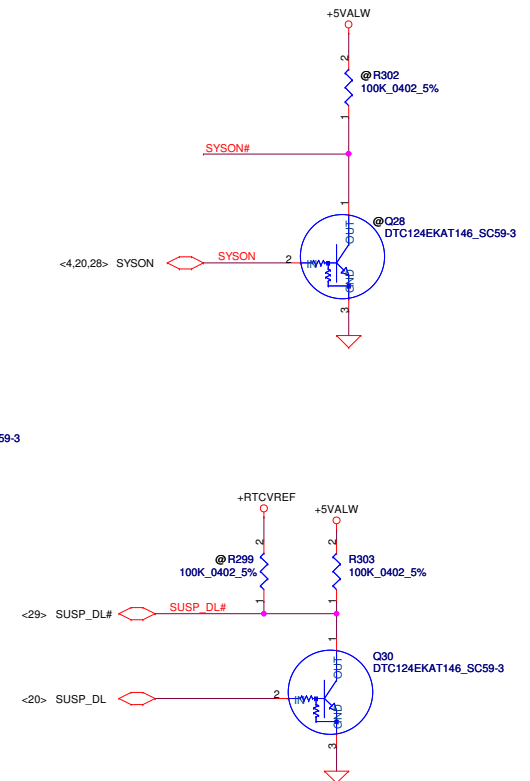 +5VALW
2
@R302
100K_0402_5%
1
SYSON#
1
@Q28
DTC124EKAT146_SC59-3
OUT
<4,20,28> SYSON
SYSON
2
IN
GND
3
59-3
+RTCVREF
+5VALW
2
2
@R299
R303
100K_0402_5%
100K_0402_5%
1
1
<29> SUSP_DL#
SUSP_DL#
1
Q30
DTC124EKAT146_SC59-3
OUT
<20> SUSP_DL
2
IN
GND
3